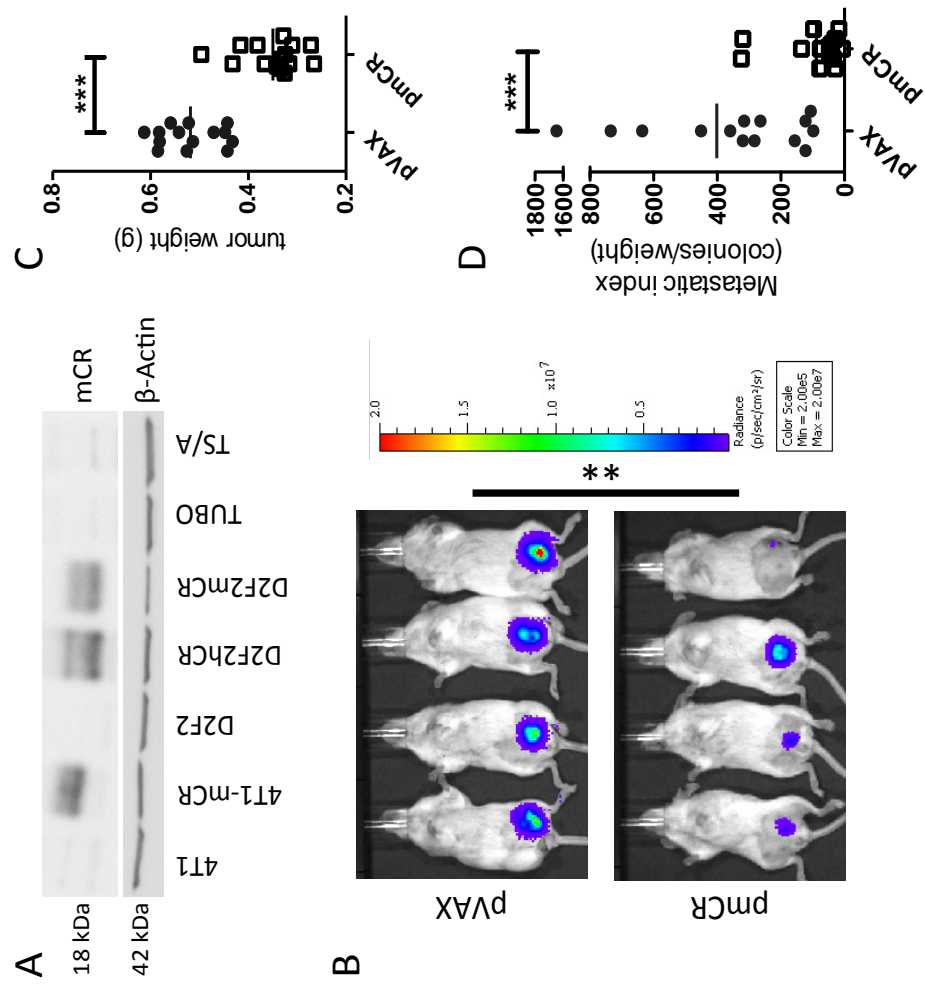 A
18 kDa
mCR
42 kDa
β-Actin
4T1
4T1-mCR
D2F2
D2F2hCR
D2F2mCR
TUBO
TS/A
B
pVAX
pmCR
**
2.0
1.5
1.0
x10⁷
0.5
Radiance
(p/sec/cm²/sr)
Color Scale
Min = 2.00e5
Max = 2.00e7
C
tumor weight (g)
0.8
0.6
0.4
0.2
***
pVAX
pmCR
D
Metastatic index
(colonies/weight)
1800
1600
800
600
400
200
0
***
pVAX
pmCR